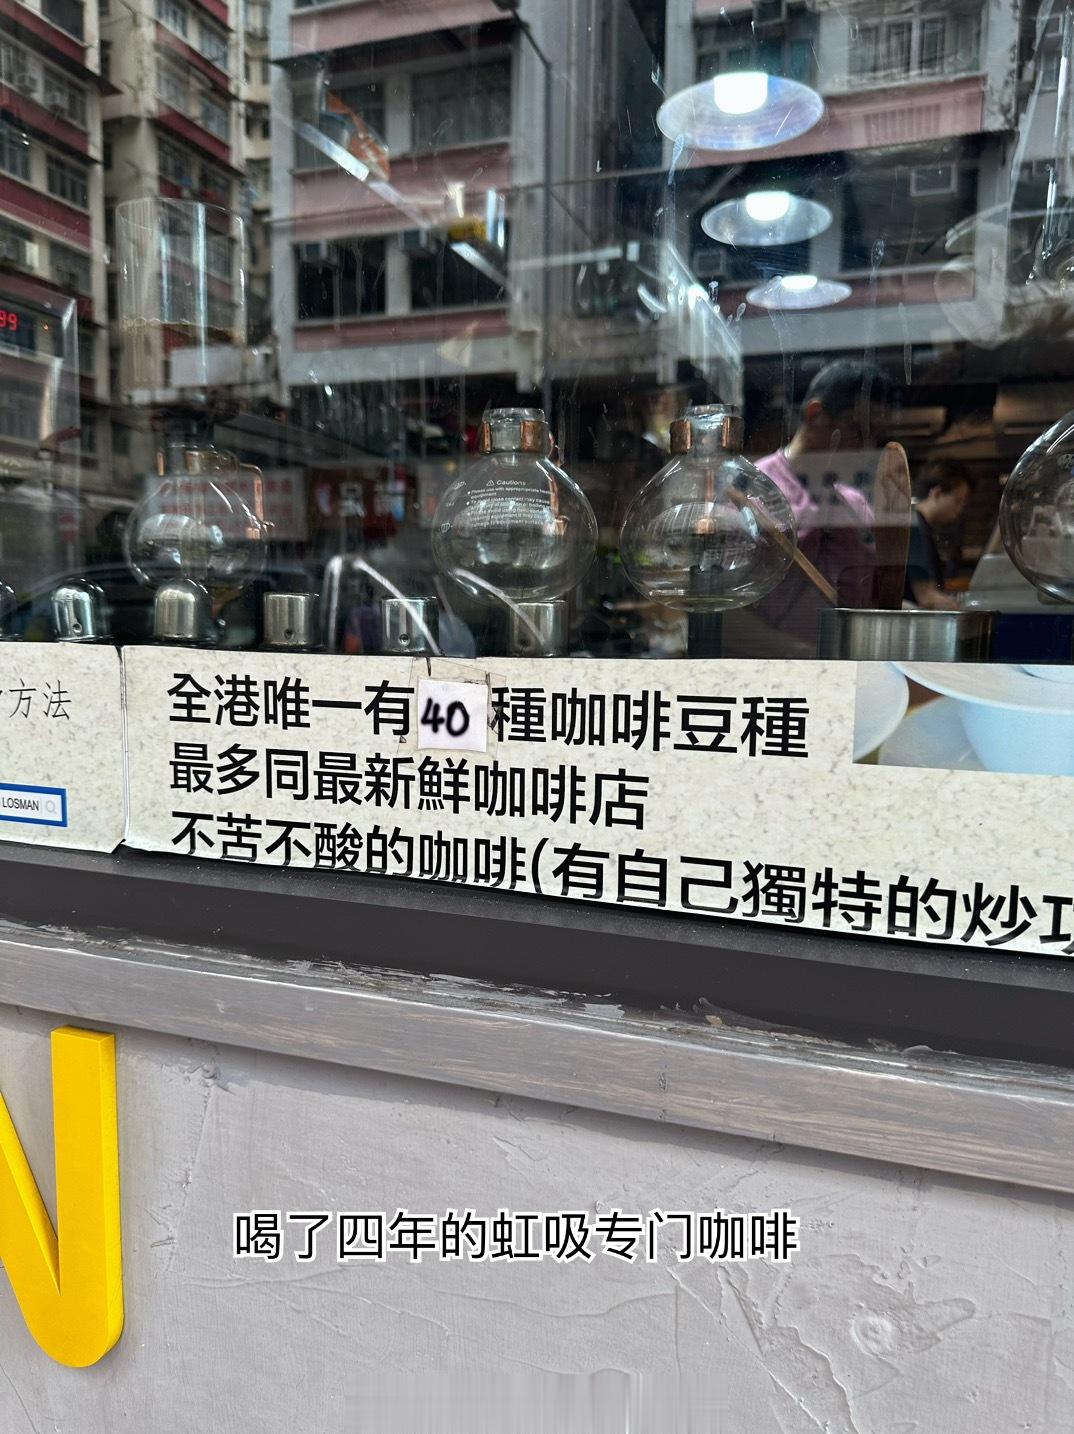 99
Cautions
方法
LOSMAN
全港唯一有40種咖啡豆種
最多同最新鮮咖啡店
不苦不酸的咖啡(有自己獨特的炒
喝了四年的虹吸专门咖啡
N